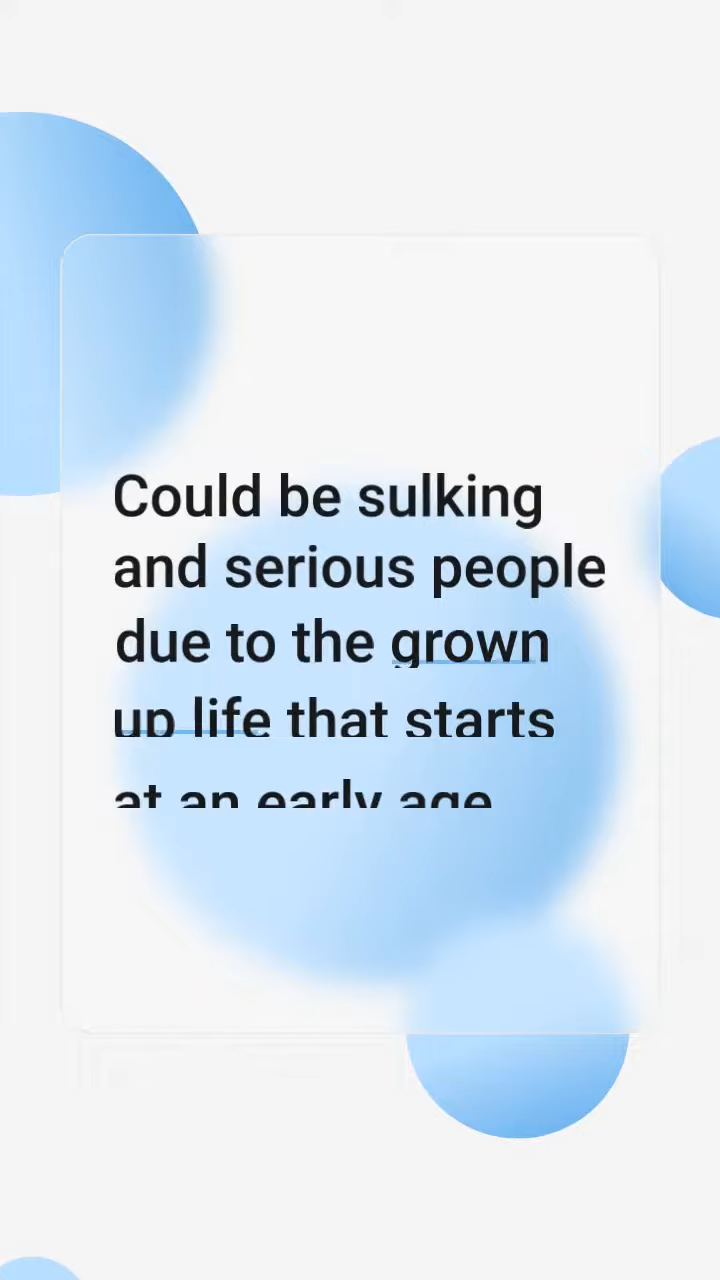 Could be sulking
and serious people
due to the grown
up life that starts
at an early age